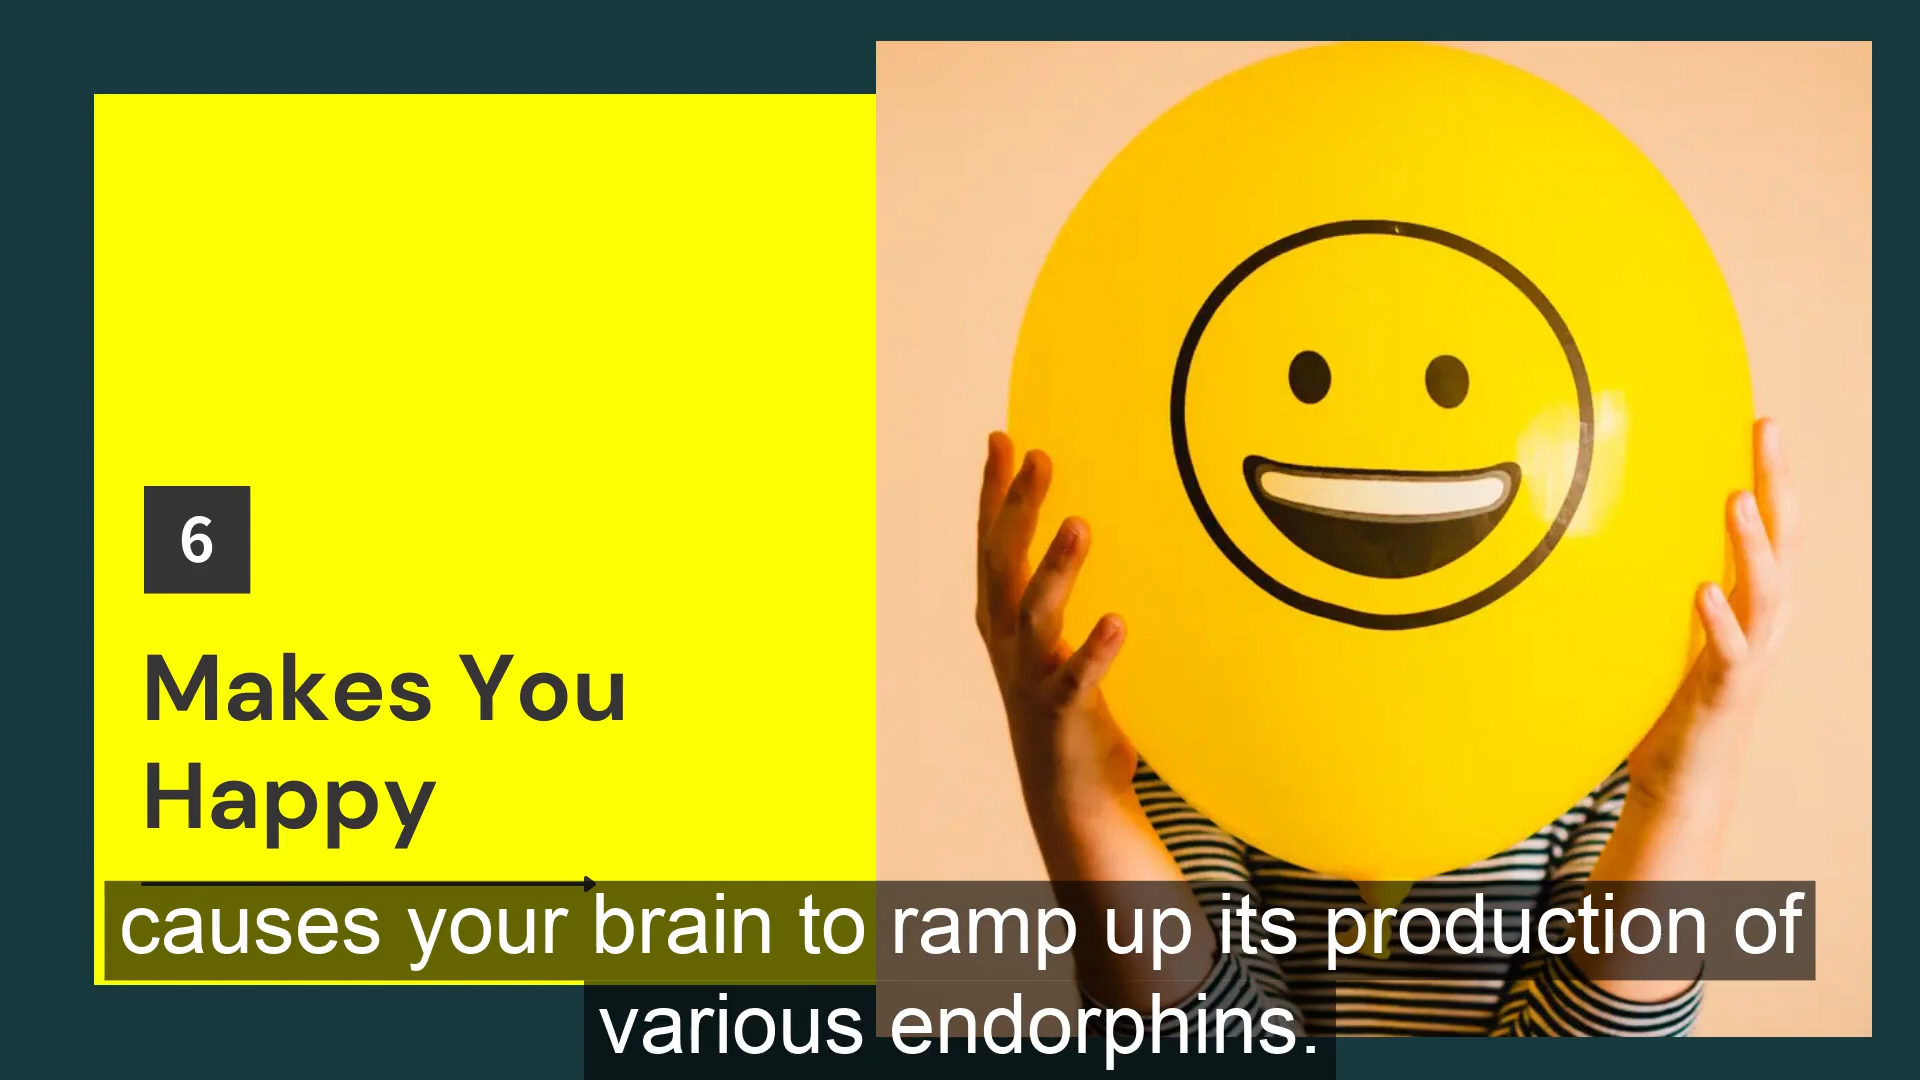 6
Makes You
Happy
causes your brain to ramp up its production of
various endorphins.